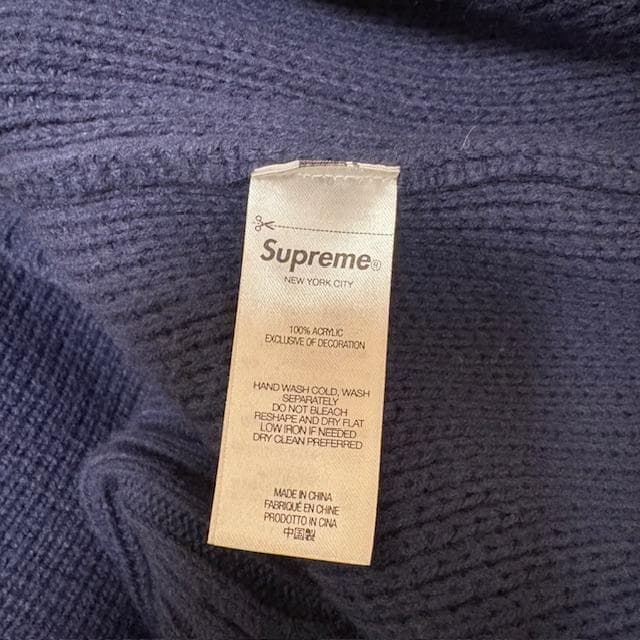 Supreme®
NEW YORK CITY
100% ACRYLIC
EXCLUSIVE OF DECORATION
HAND WASH COLD, WASH
SEPARATELY
DO NOT BLEACH
RESHAPE AND DRY FLAT
LOW IRON IF NEEDED
DRY CLEAN PREFERRED
MADE IN CHINA
FABRIQUÉ EN CHINE
PRODOTTO IN CINA
中国製